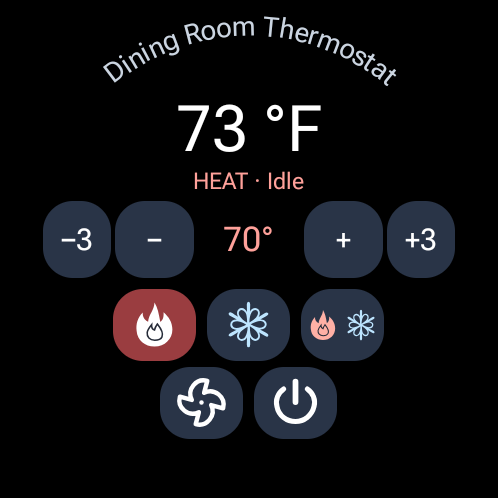 Dining Room Thermostat
73 °F
HEAT · Idle
−3 − 70° + +3